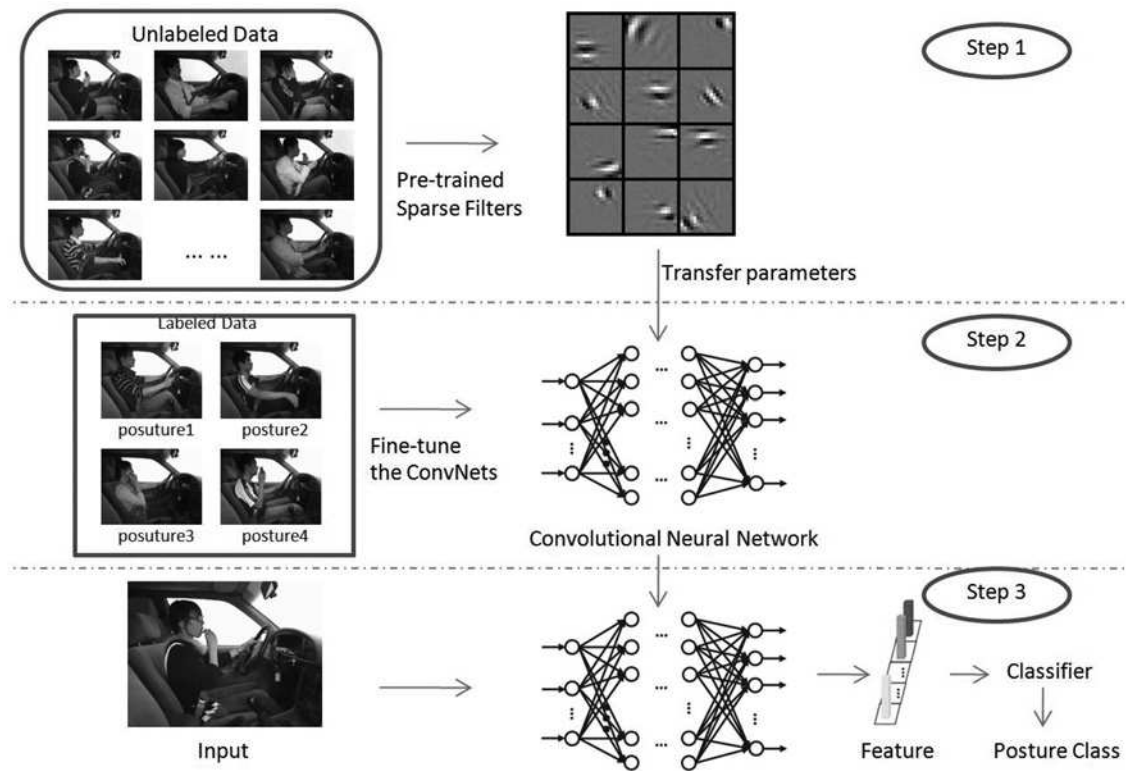 Unlabeled Data
... ...
Pre-trained
Sparse Filters
Step 1
Transfer parameters
Labeled Data
posuture1
posture2
posuture3
posture4
Fine-tune
the ConvNets
...
...
...
...
...
...
Convolutional Neural Network
Step 2
Input
...
...
...
...
...
...
...
...
Feature
Classifier
Posture Class
Step 3